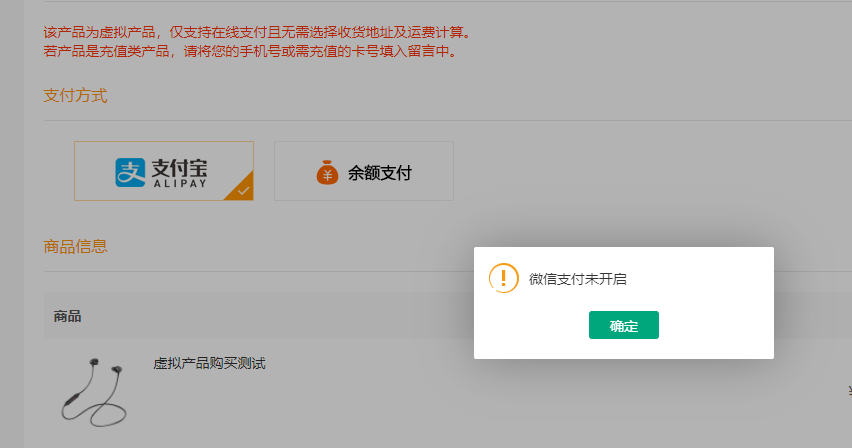 该产品为虚拟产品，仅支持在线支付且无需选择收货地址及运费计算。
若产品是充值类产品，请将您的手机号或需充值的卡号填入留言中。
支付方式
支 支付宝
ALIPAY
¥ 余额支付
商品信息
微信支付未开启
确定
商品
虚拟产品购买测试